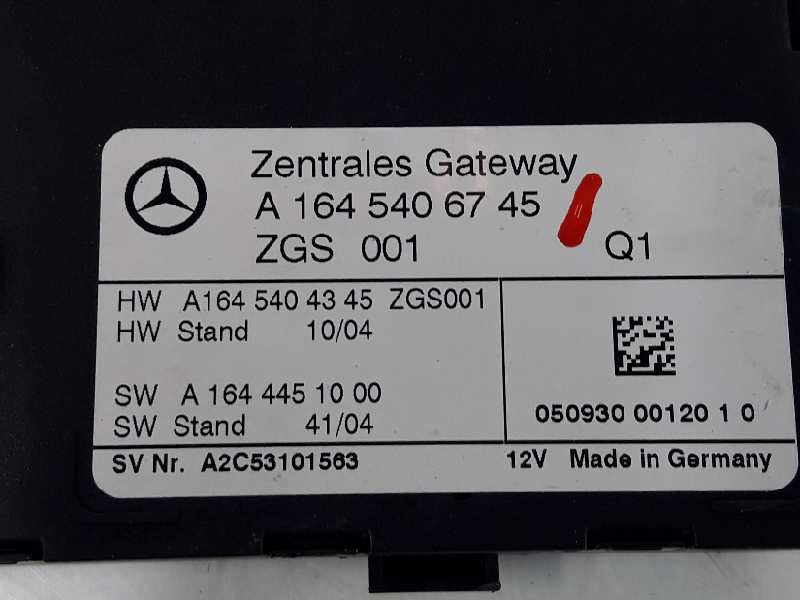 Zentrales Gateway
A 164 540 67 45
ZGS 001 Q1
HW A164 540 43 45 ZGS001
HW Stand 10/04
SW A 164 445 10 00
SW Stand 41/04
050930 00120 1 0
SV Nr. A2C53101563 12V Made in Germany